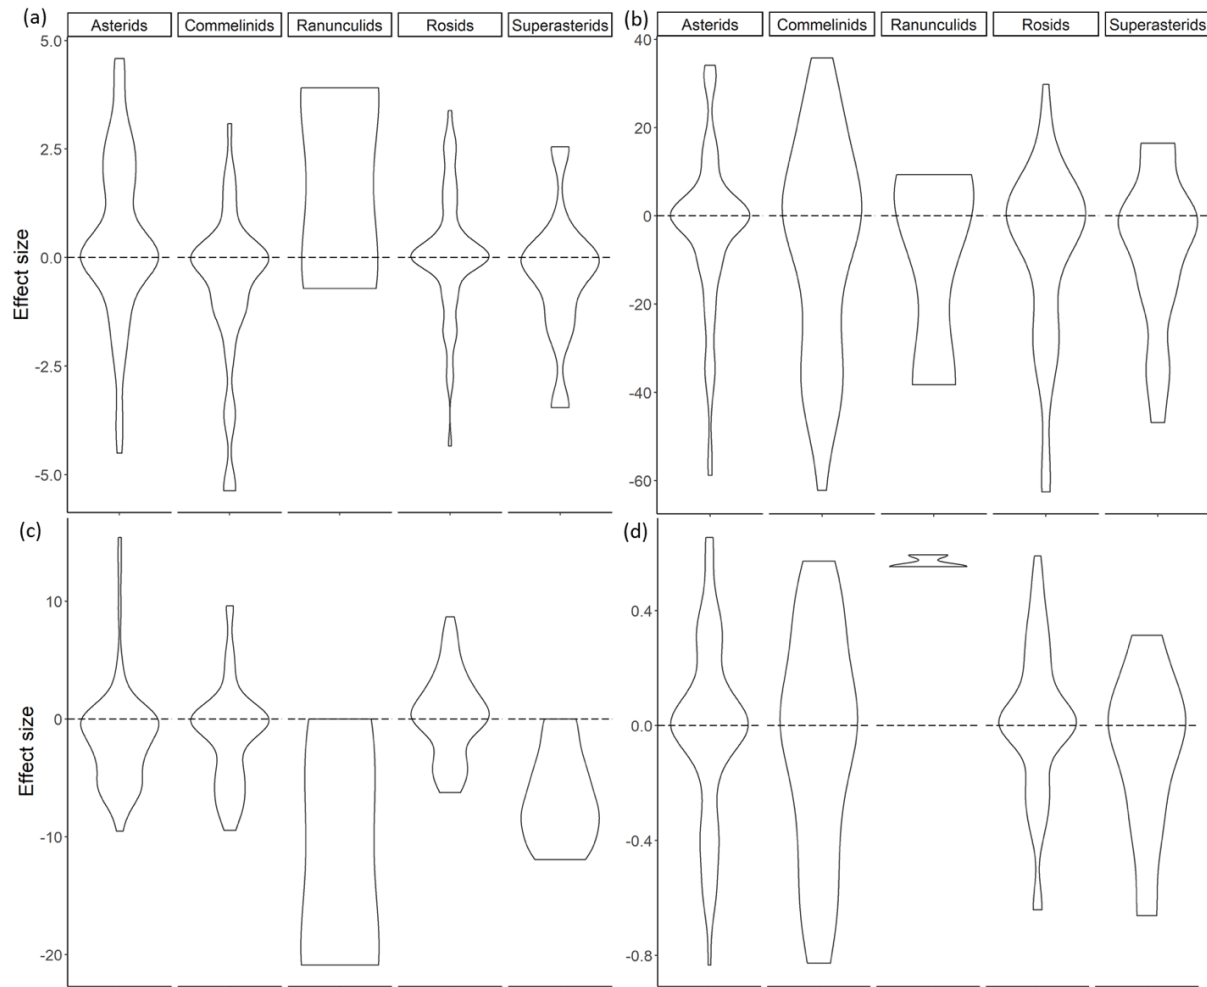 (a)
Asterids Commelinids Ranunculids Rosids Superasterids
5.0
2.5
0.0
-2.5
-5.0
Effect size
(b)
Asterids Commelinids Ranunculids Rosids Superasterids
40
20
0
-20
-40
-60
(c)
10
0
-10
-20
Effect size
(d)
0.4
0.0
-0.4
-0.8